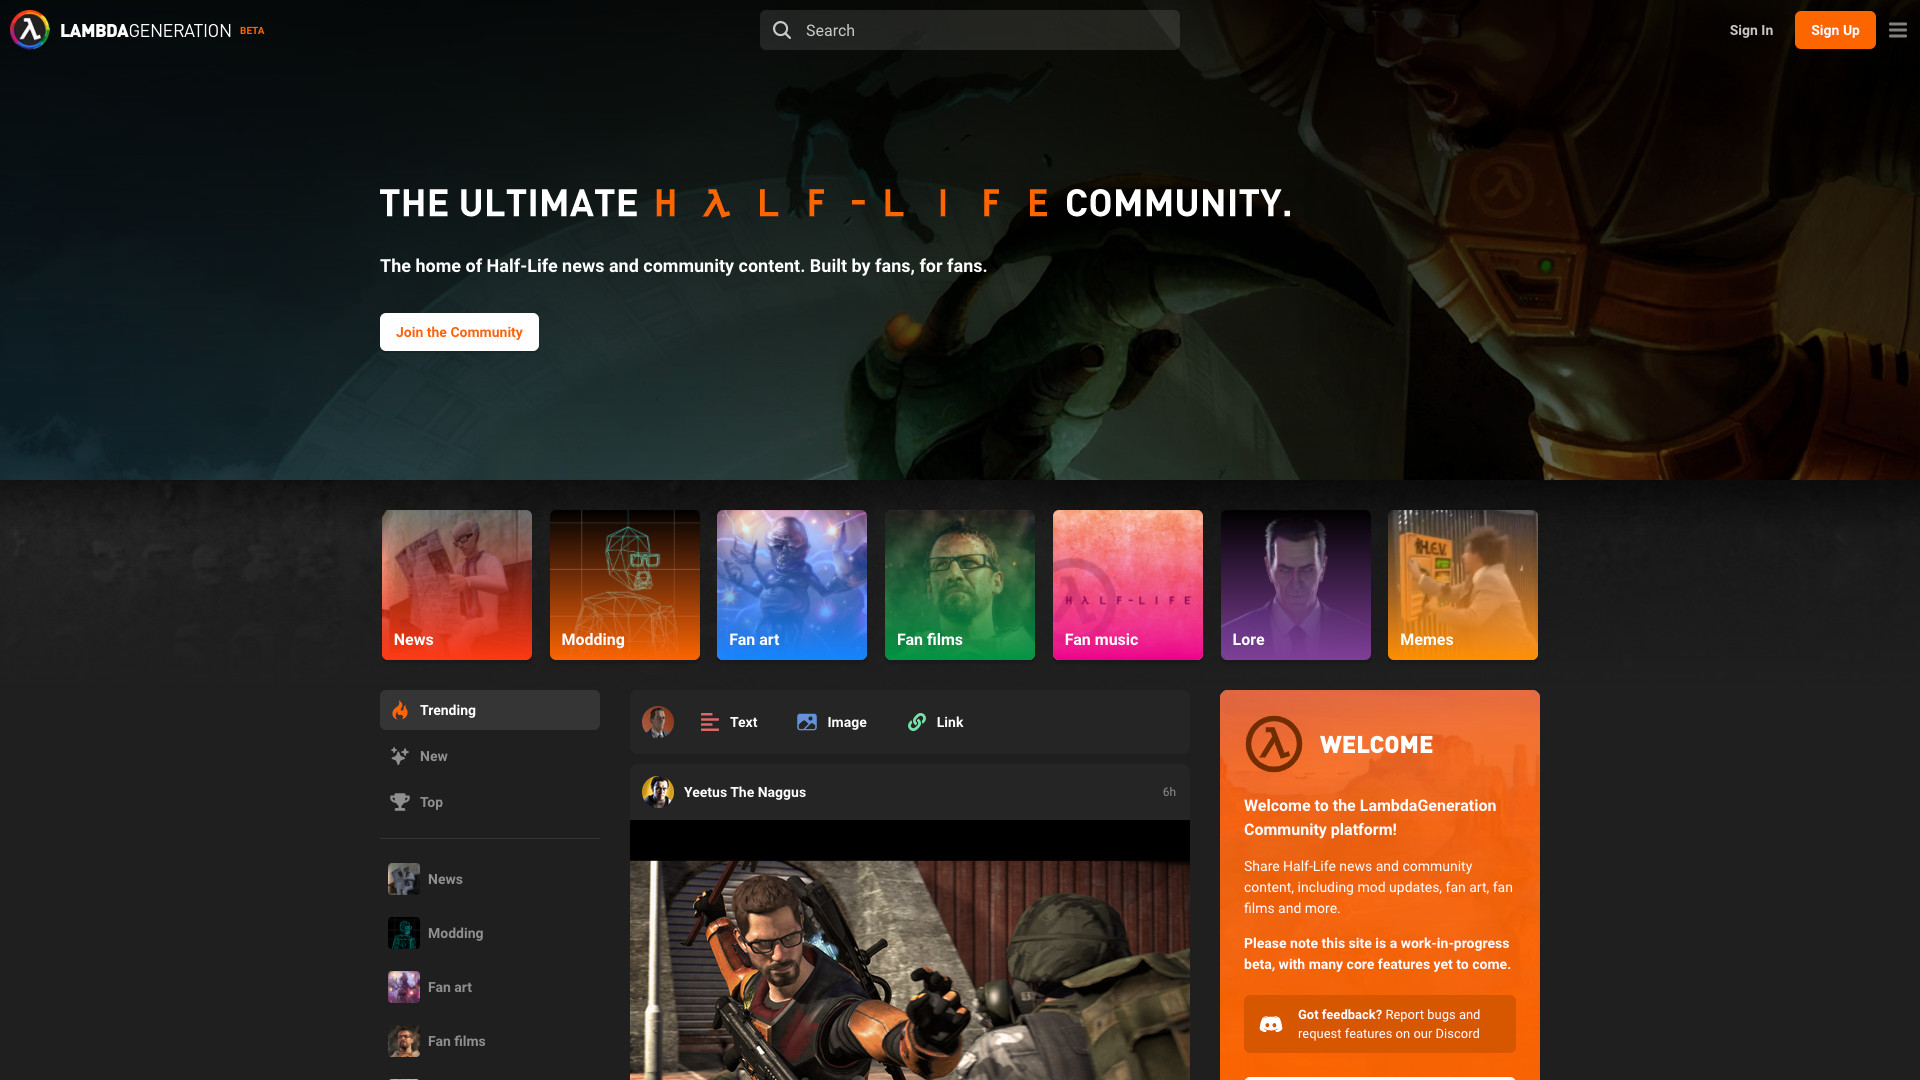 LAMBDAGENERATION BETA
Search
Sign In
Sign Up
THE ULTIMATE HλLF-LIFE COMMUNITY.
The home of Half-Life news and community content. Built by fans, for fans.
Join the Community
News
Modding
Fan art
Fan films
HλLF-LIFE
Fan music
Lore
H.E.V.
Memes
Trending
New
Top
News
Modding
Fan art
Fan films
Text
Image
Link
Yeetus The Naggus
6h
WELCOME
Welcome to the LambdaGeneration
Community platform!
Share Half-Life news and community
content, including mod updates, fan art, fan
films and more.
Please note this site is a work-in-progress
beta, with many core features yet to come.
Got feedback? Report bugs and
request features on our Discord